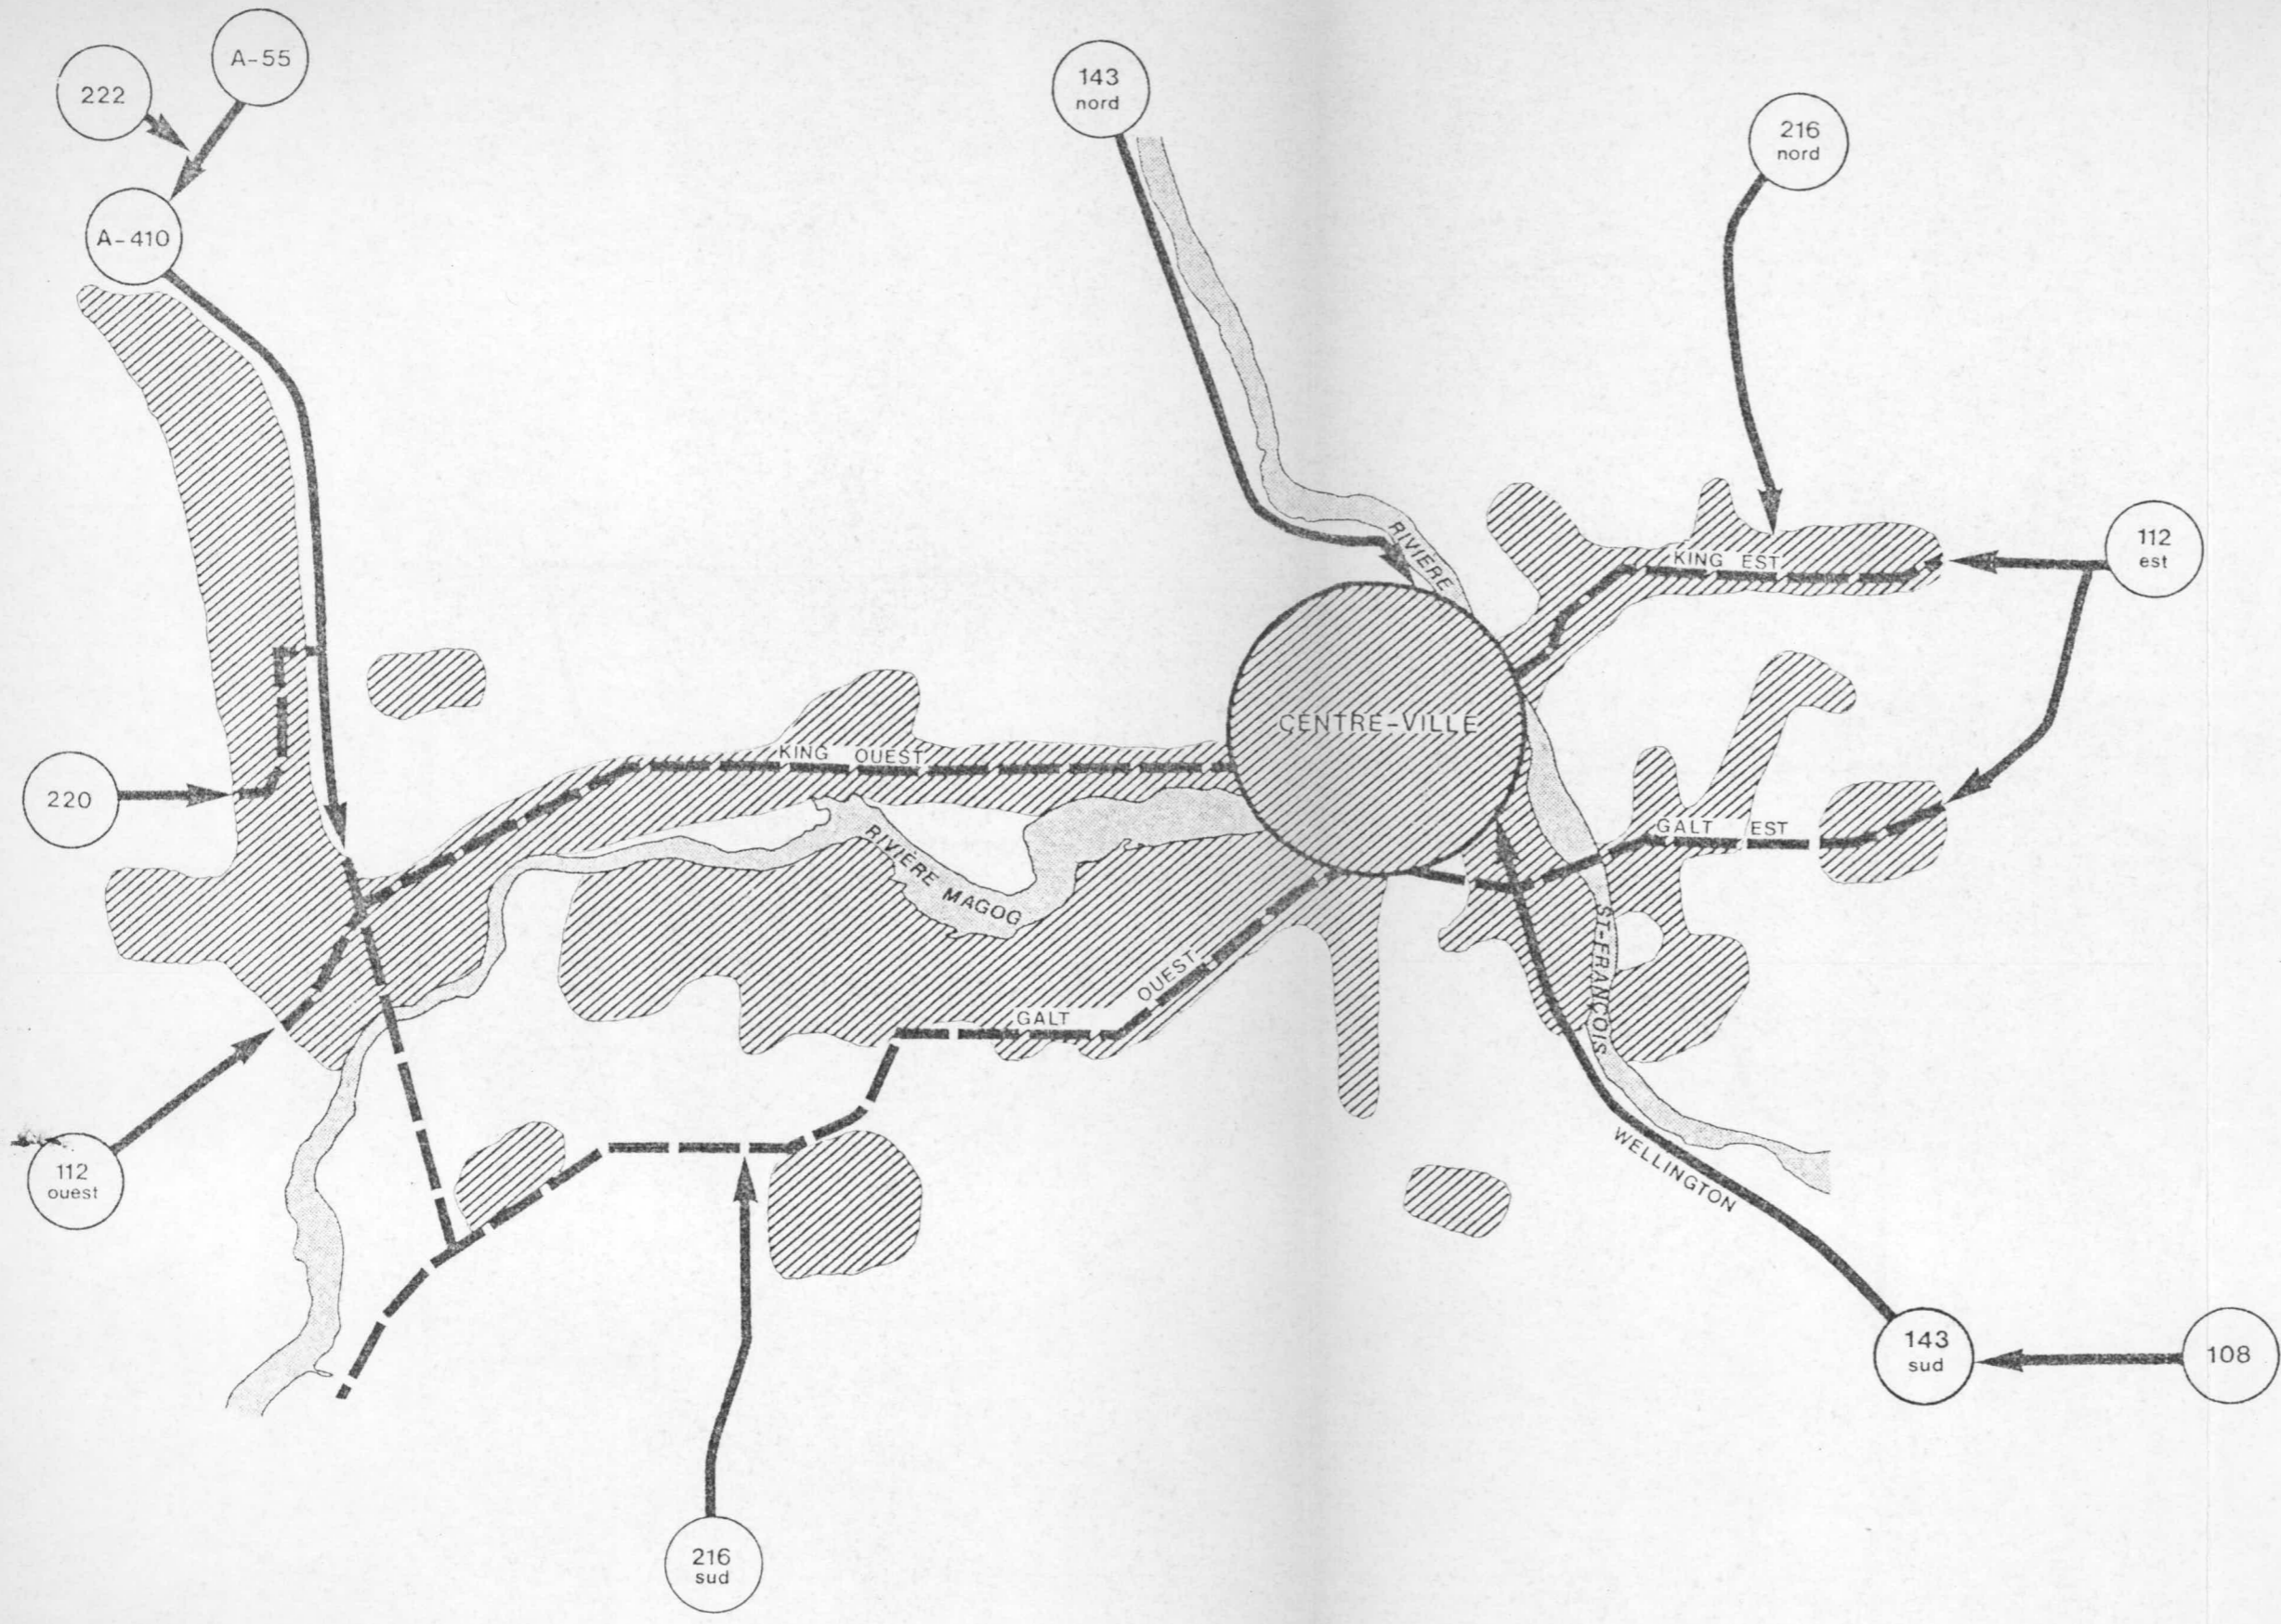 A-55
222
143
nord
216
nord
A-410
112
est
RIVIÈRE
KING EST
CENTRE-VILLE
KING OUEST
220
GALT EST
RIVIÈRE MAGOG
ST-FRANÇOIS
OUEST
GALT
112
ouest
WELLINGTON
143
sud
108
216
sud